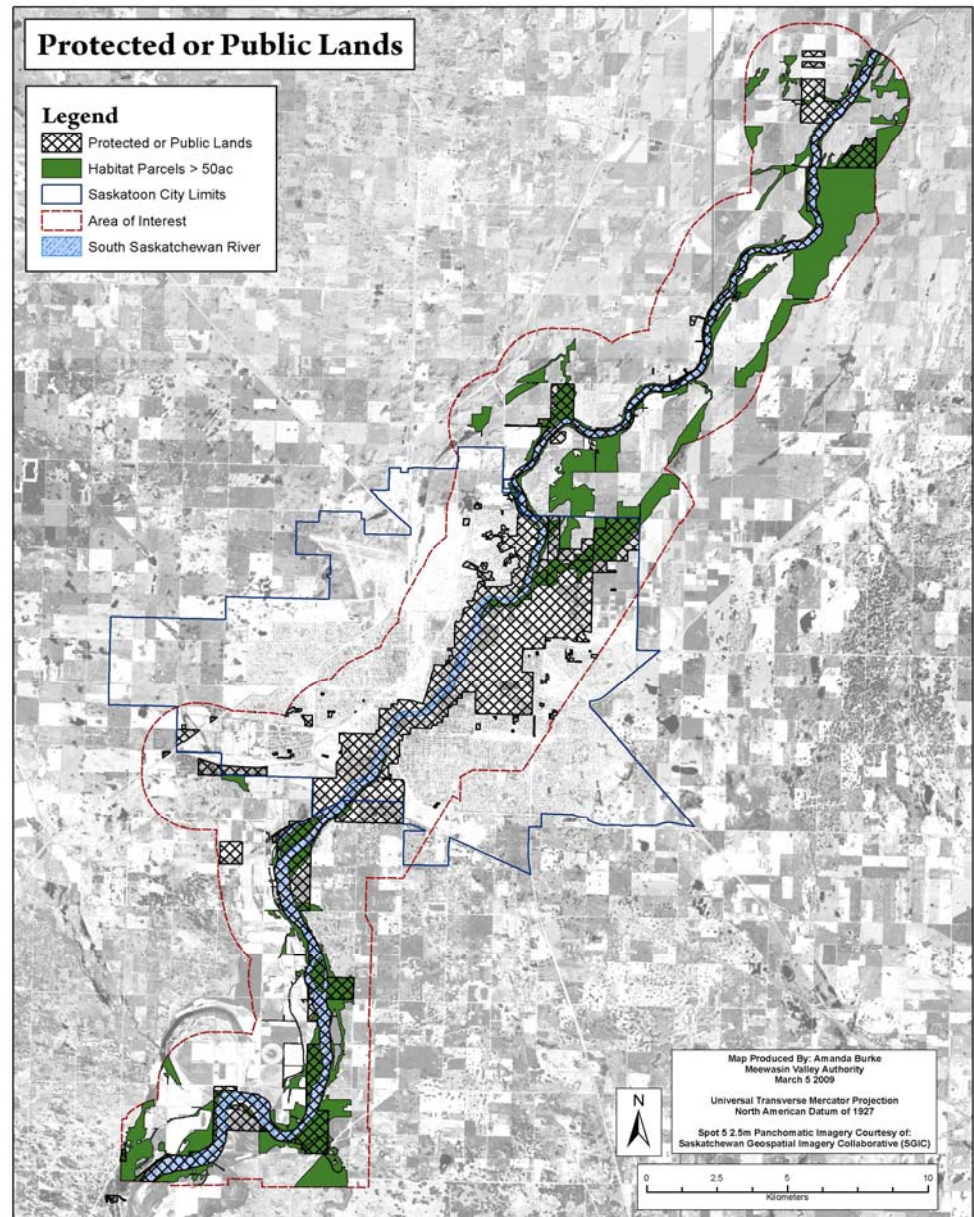 Protected or Public Lands
Legend
Protected or Public Lands
Habitat Parcels > 50ac
Saskatoon City Limits
Area of Interest
South Saskatchewan River
Map Produced By: Amanda Burke
Meewasin Valley Authority
March 5 2009
Universal Transverse Mercator Projection
North American Datum of 1927
Spot 5 2.5m Panchomatic Imagery Courtesy of:
Saskatchewan Geospatial Imagery Collaborative (SGIC)
N
0 2.5 5 10
Kilometers